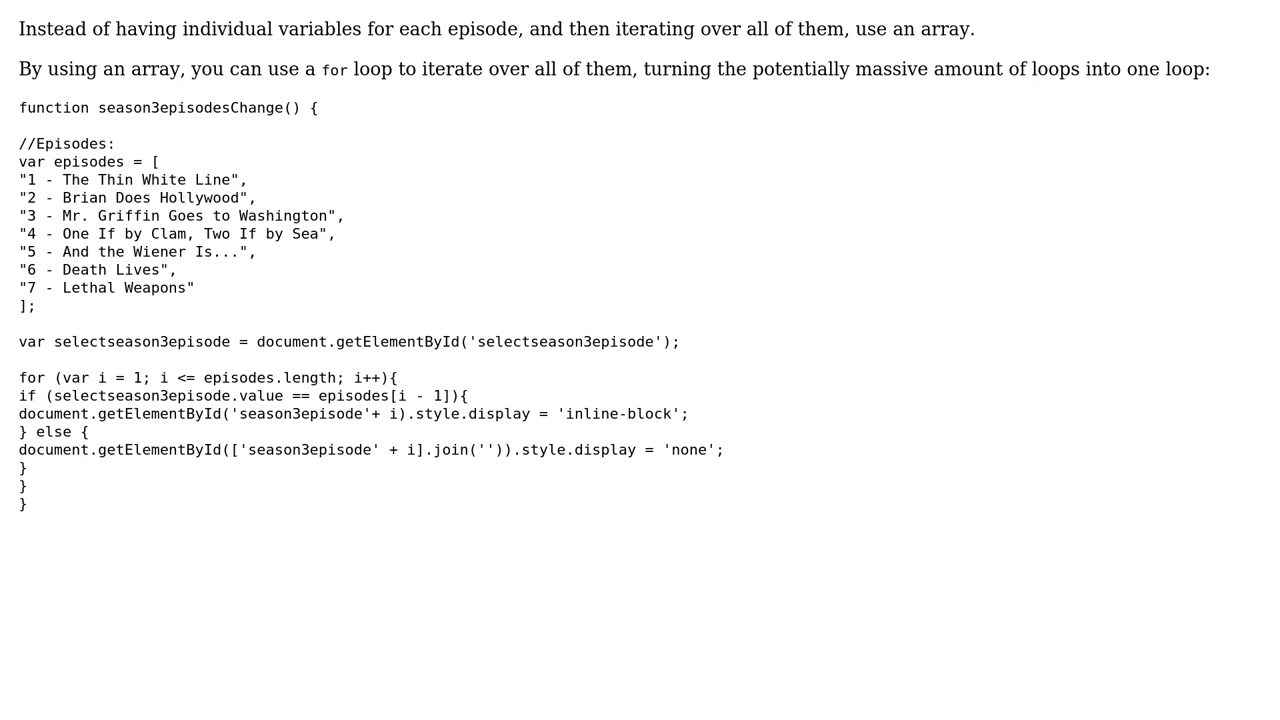 Instead of having individual variables for each episode, and then iterating over all of them, use an array.
By using an array, you can use a for loop to iterate over all of them, turning the potentially massive amount of loops into one loop:
function season3episodesChange() {
//Episodes:
var episodes = [
"1 - The Thin White Line",
"2 - Brian Does Hollywood",
"3 - Mr. Griffin Goes to Washington",
"4 - One If by Clam, Two If by Sea",
"5 - And the Wiener Is...",
"6 - Death Lives",
"7 - Lethal Weapons"
];
var selectseason3episode = document.getElementById('selectseason3episode');
for (var i = 1; i <= episodes.length; i++){
if (selectseason3episode.value == episodes[i - 1]){
document.getElementById('season3episode'+ i).style.display = 'inline-block';
} else {
document.getElementById(['season3episode' + i].join('')).style.display = 'none';
}
}
}